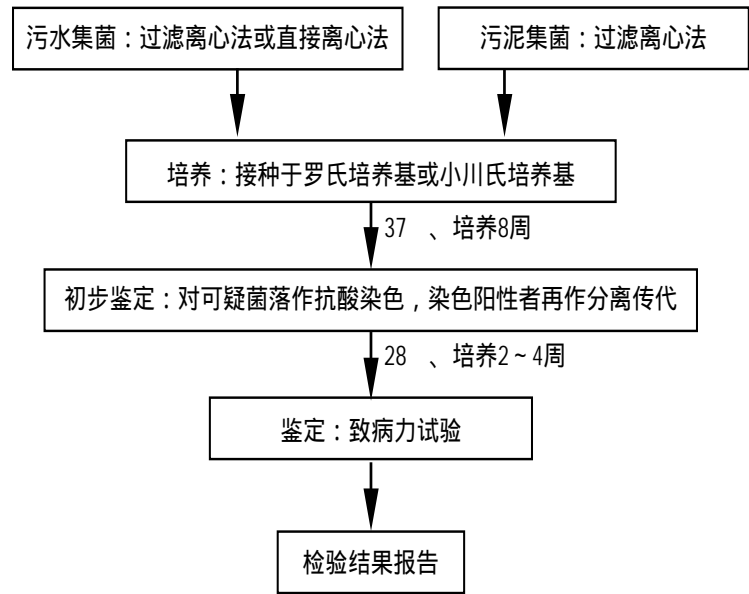 污水集菌：过滤离心法或直接离心法
污泥集菌：过滤离心法
培养：接种于罗氏培养基或小川氏培养基
37 、培养8周
初步鉴定：对可疑菌落作抗酸染色，染色阳性者再作分离传代
28 、培养2～4周
鉴定：致病力试验
检验结果报告